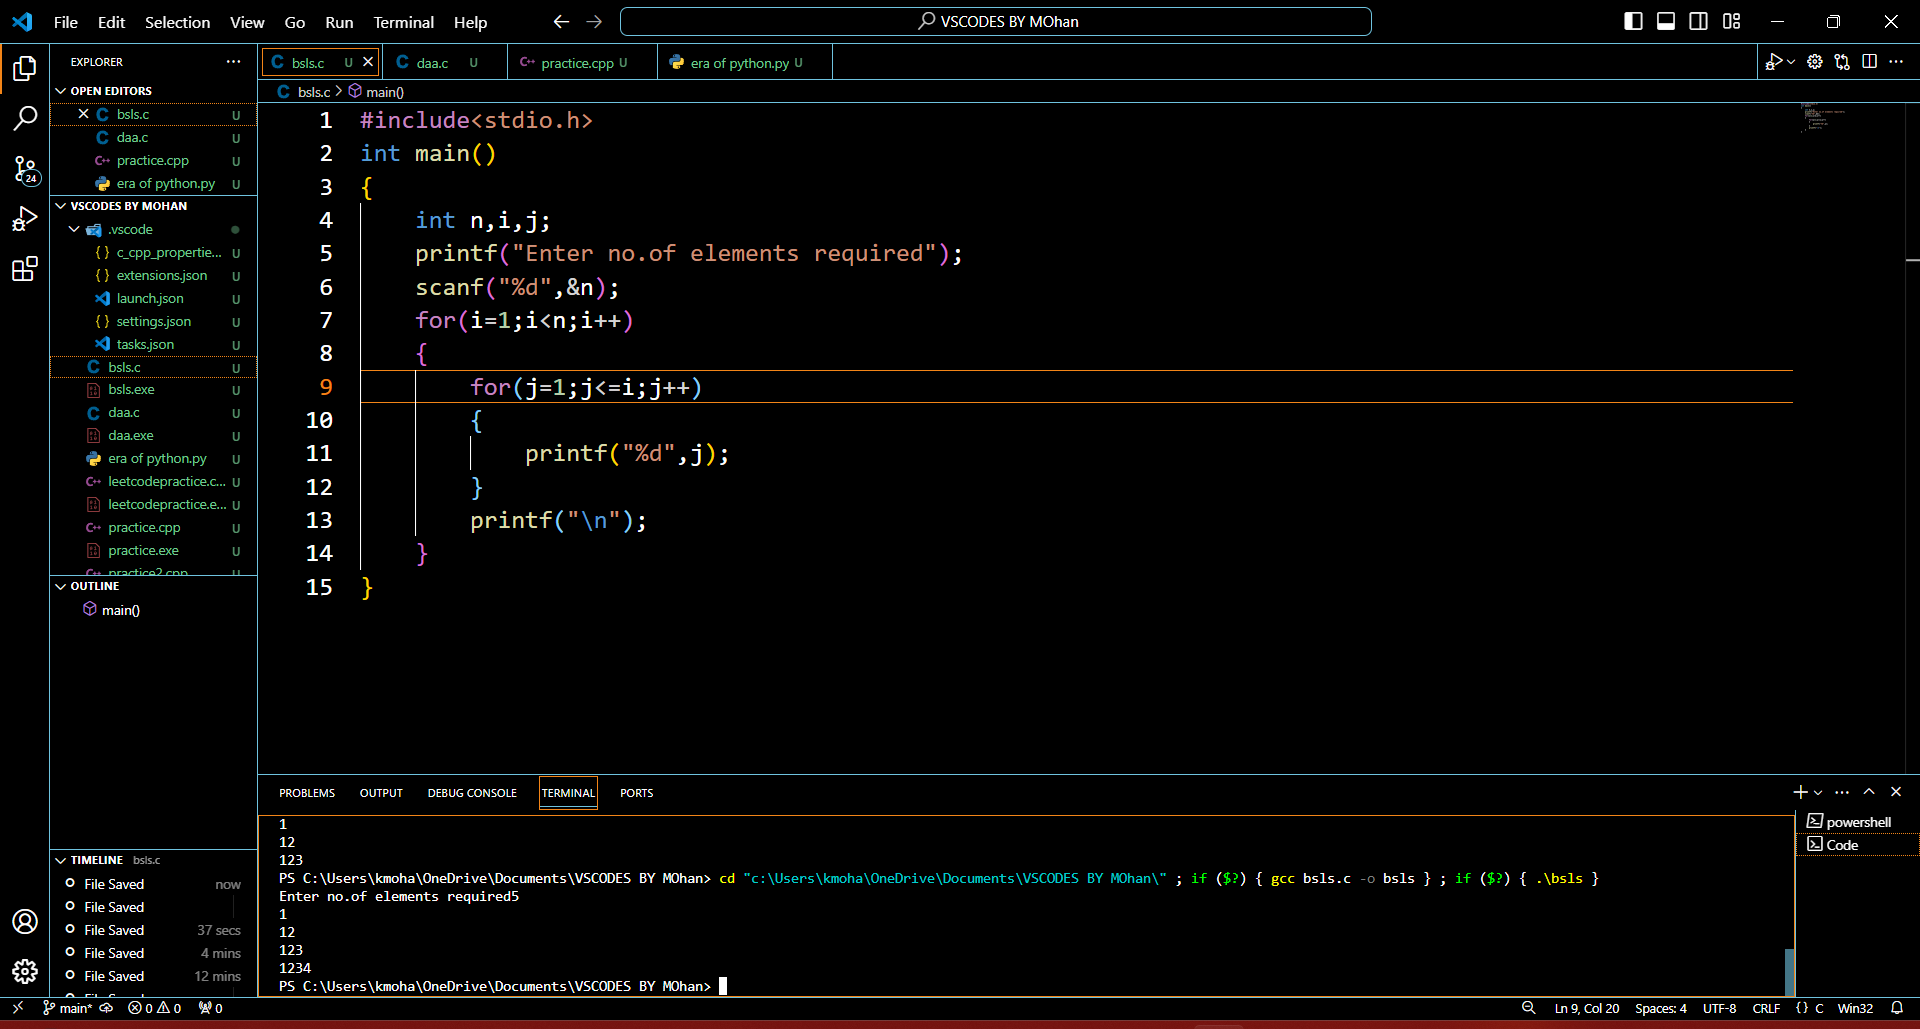 File Edit Selection View Go Run Terminal Help
VSCODES BY MOhan
EXPLORER
OPEN EDITORS
bsls.c U
daa.c U
practice.cpp U
era of python.py U
VSCODES BY MOHAN
.vscode
{ } c_cpp_propertie... U
{ } extensions.json U
launch.json U
{ } settings.json U
tasks.json U
bsls.c U
bsls.exe U
daa.c U
daa.exe U
era of python.py U
leetcodepractice.c... U
leetcodepractice.e... U
practice.cpp U
practice.exe U
practice2.cpp U
OUTLINE
main()
TIMELINE bsls.c
File Saved now
File Saved
File Saved 37 secs
File Saved 4 mins
File Saved 12 mins
24
bsls.c U
daa.c U
practice.cpp U
era of python.py U
bsls.c > main()
1 #include<stdio.h>
2 int main()
3 {
4 int n,i,j;
5 printf("Enter no.of elements required");
6 scanf("%d",&n);
7 for(i=1;i<n;i++)
8 {
9 for(j=1;j<=i;j++)
10 {
11 printf("%d",j);
12 }
13 printf("\n");
14 }
15 }
PROBLEMS OUTPUT DEBUG CONSOLE TERMINAL PORTS
1
12
123
PS C:\Users\kmoha\OneDrive\Documents\VSCODES BY MOhan> cd "c:\Users\kmoha\OneDrive\Documents\VSCODES BY MOhan\" ; if ($?) { gcc bsls.c -o bsls } ; if ($?) { .\bsls }
Enter no.of elements required5
1
12
123
1234
PS C:\Users\kmoha\OneDrive\Documents\VSCODES BY MOhan>
powershell
Code
main* 0 0 0
Ln 9, Col 20 Spaces: 4 UTF-8 CRLF { } C Win32